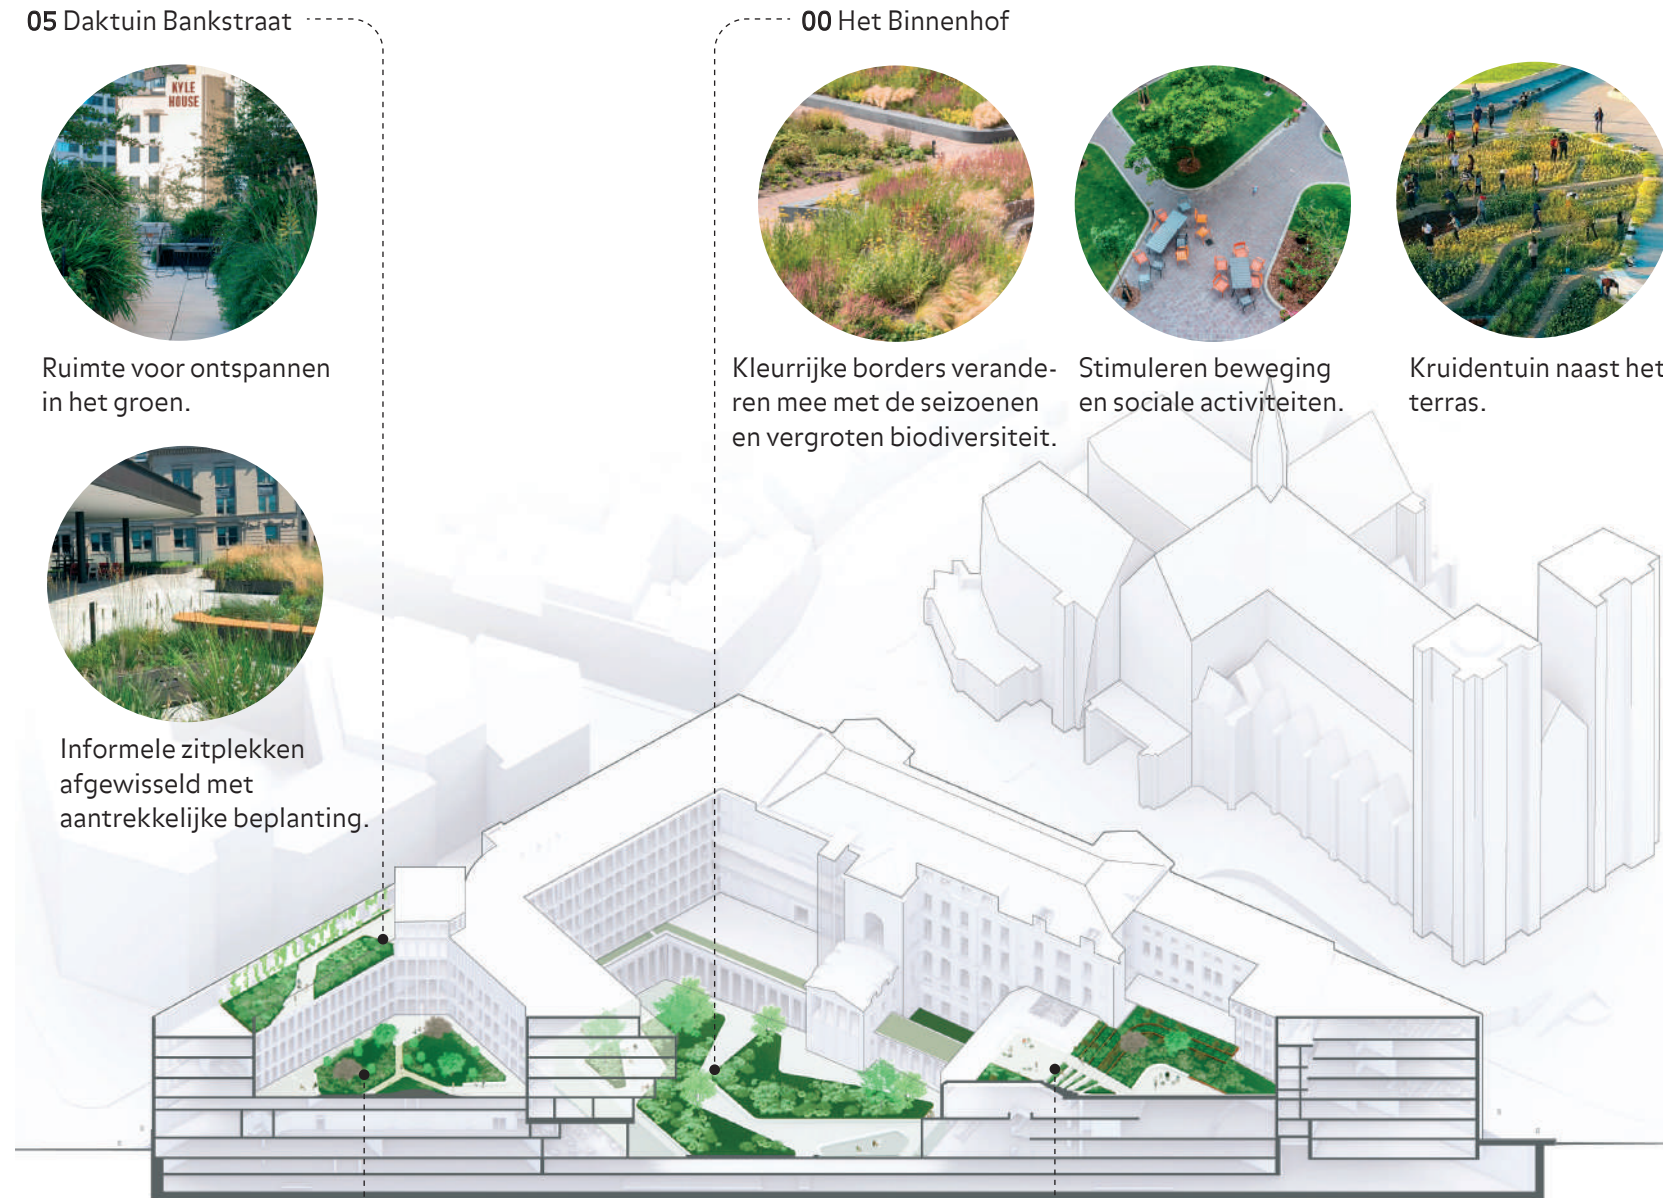 05 Daktuin Bankstraat
00 Het Binnenhof
KYLE
HOUSE
Ruimte voor ontspannen
in het groen.
Kleurrijke borders verande-
ren mee met de seizoenen
en vergroten biodiversiteit.
Stimuleren beweging
en sociale activiteiten.
Kruidentuin naast het
terras.
Informele zitplekken
afgewisseld met
aantrekkelijke beplanting.